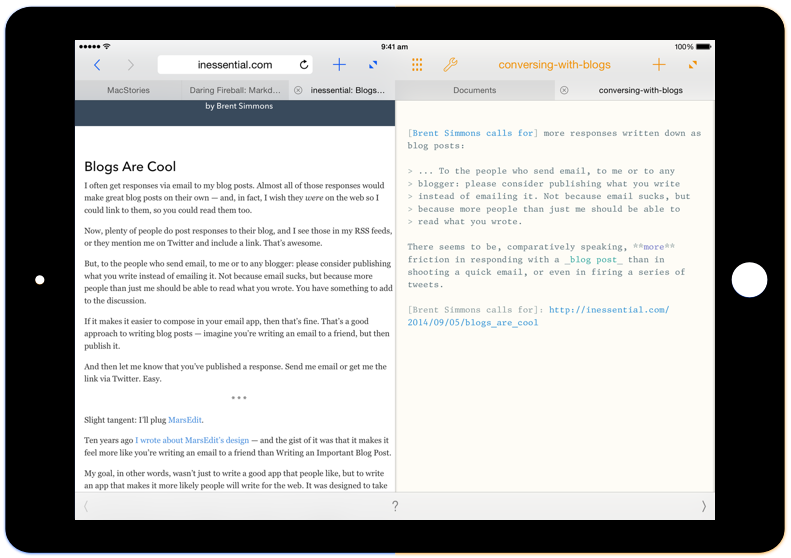 9:41 am
100%
inessential.com
conversing-with-blogs
MacStories
Daring Fireball: Markd…
inessential: Blogs…
Documents
conversing-with-blogs
by Brent Simmons
Blogs Are Cool
I often get responses via email to my blog posts. Almost all of those responses would
make great blog posts on their own — and, in fact, I wish they were on the web so I
could link to them, so you could read them too.
Now, plenty of people do post responses to their blog, and I see those in my RSS feeds,
or they mention me on Twitter and include a link. That's awesome.
But, to the people who send email, to me or to any blogger: please consider publishing
what you write instead of emailing it. Not because email sucks, but because more
people than just me should be able to read what you wrote. You have something to add
to the discussion.
If it makes it easier to compose in your email app, then that's fine. That's a good
approach to writing blog posts — imagine you're writing an email to a friend, but then
publish it.
And then let me know that you've published a response. Send me email or get me the
link via Twitter. Easy.
***
Slight tangent: I'll plug MarsEdit.
Ten years ago I wrote about MarsEdit's design — and the gist of it was that it makes it
feel more like you're writing an email to a friend than Writing an Important Blog Post.
My goal, in other words, wasn't just to write a good app that people like, but to write
an app that makes it more likely people will write for the web. It was designed to take
[Brent Simmons calls for] more responses written down as
blog posts:
> ... To the people who send email, to me or to any
> blogger: please consider publishing what you write
> instead of emailing it. Not because email sucks, but
> because more people than just me should be able to
> read what you wrote.
There seems to be, comparatively speaking, **more**
friction in responding with a _blog post_ than in
shooting a quick email, or even in firing a series of
tweets.
[Brent Simmons calls for]: http://inessential.com/
2014/09/05/blogs_are_cool
?